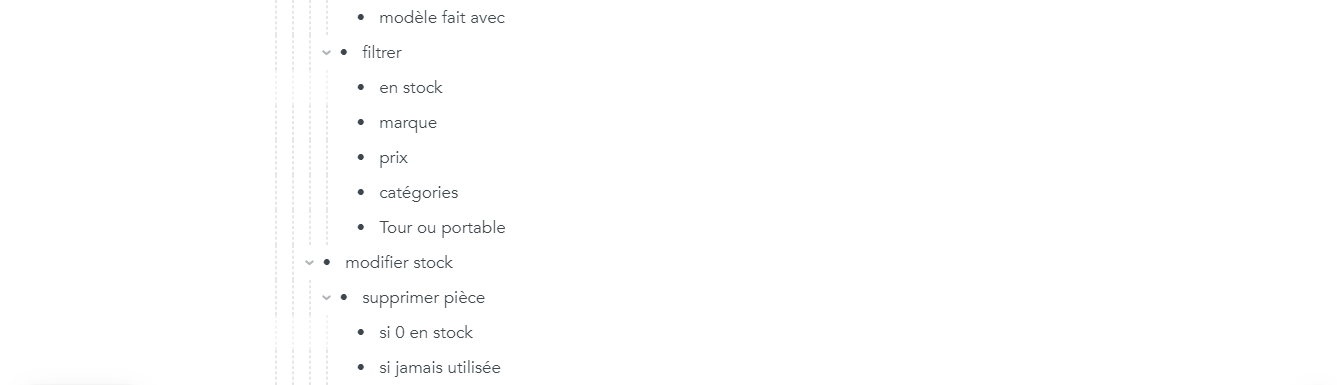 modèle fait avec
filtrer
en stock
marque
prix
catégories
Tour ou portable
modifier stock
supprimer pièce
si 0 en stock
si jamais utilisée